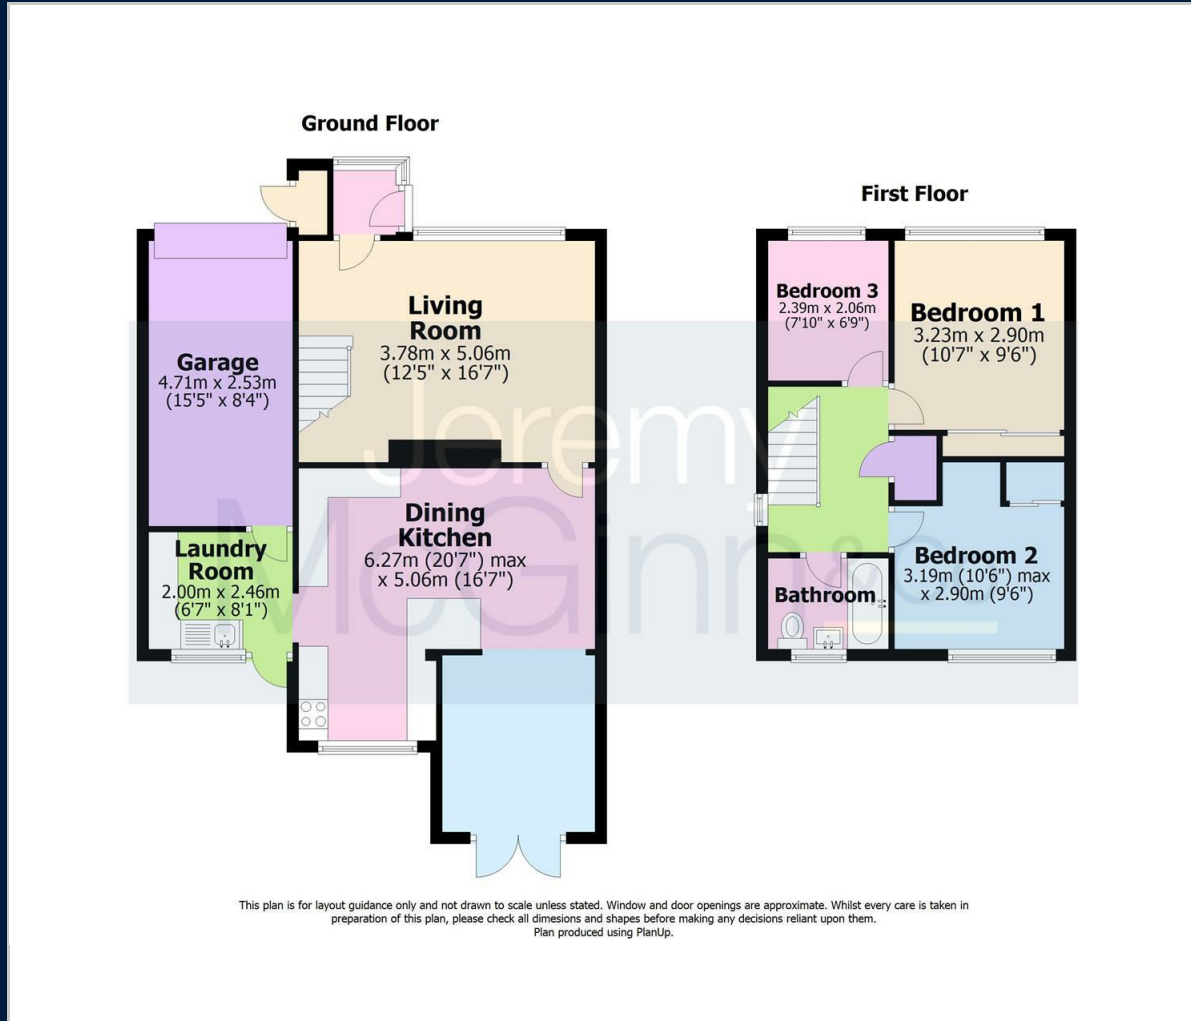 Ground Floor
First Floor
Living
Room
3.78m x 5.06m
(12'5" x 16'7")
Garage
4.71m x 2.53m
(15'5" x 8'4")
Dining
Kitchen
6.27m (20'7") max
x 5.06m (16'7")
Laundry
Room
2.00m x 2.46m
(6'7" x 8'1")
Bedroom 3
2.39m x 2.06m
(7'10" x 6'9")
Bedroom 1
3.23m x 2.90m
(10'7" x 9'6")
Bedroom 2
3.19m (10'6") max
x 2.90m (9'6")
Bathroom
Jeremy
McGinn&c
This plan is for layout guidance only and not drawn to scale unless stated. Window and door openings are approximate. Whilst every care is taken in
preparation of this plan, please check all dimesions and shapes before making any decisions reliant upon them.
Plan produced using PlanUp.